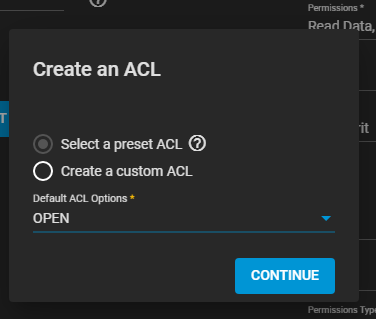 Permissions *
Read Data,
Create an ACL
T
rit
Select a preset ACL
Create a custom ACL
Default ACL Options *
OPEN
CONTINUE
Permissions Type